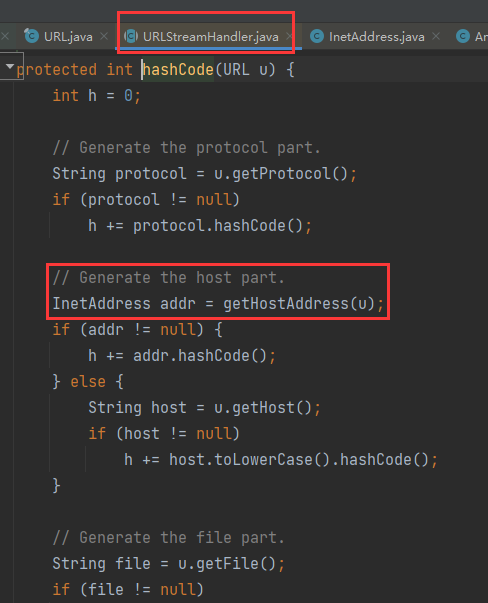 URL.java
URLStreamHandler.java
InetAddress.java
An
protected int hashCode(URL u) {
int h = 0;
// Generate the protocol part.
String protocol = u.getProtocol();
if (protocol != null)
h += protocol.hashCode();
// Generate the host part.
InetAddress addr = getHostAddress(u);
if (addr != null) {
h += addr.hashCode();
} else {
String host = u.getHost();
if (host != null)
h += host.toLowerCase().hashCode();
}
// Generate the file part.
String file = u.getFile();
if (file != null)